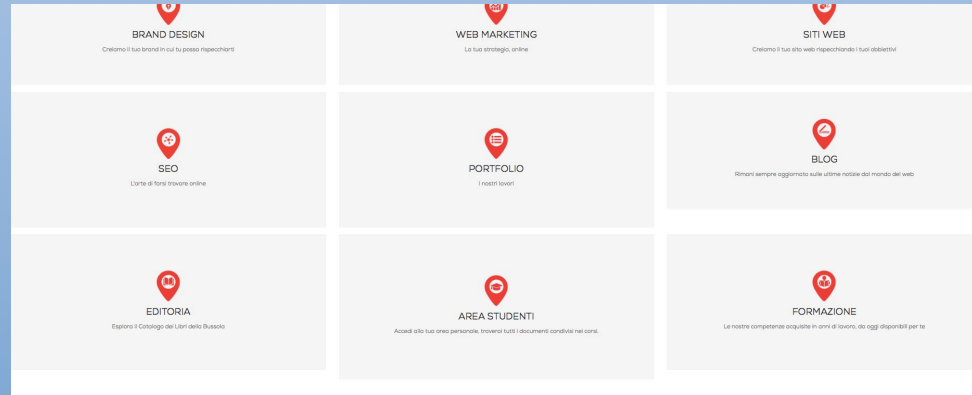 BRAND DESIGN
Creiamo il tuo brand in cui tu possa rispecchiarti
WEB MARKETING
La tua strategia, online
SITI WEB
Creiamo il tuo sito web rispecchiando i tuoi obbiettivi
SEO
L'arte di farsi trovare online
PORTFOLIO
I nostri lavori
BLOG
Rimani sempre aggiornato sulle ultime notizie dal mondo del web
EDITORIA
Esplora il Catalogo dei Libri della Bussola
AREA STUDENTI
Accedi alla tua area personale, troverai tutti i documenti condivisi nei corsi.
FORMAZIONE
Le nostre competenze acquisite in anni di lavoro, da oggi disponibili per te